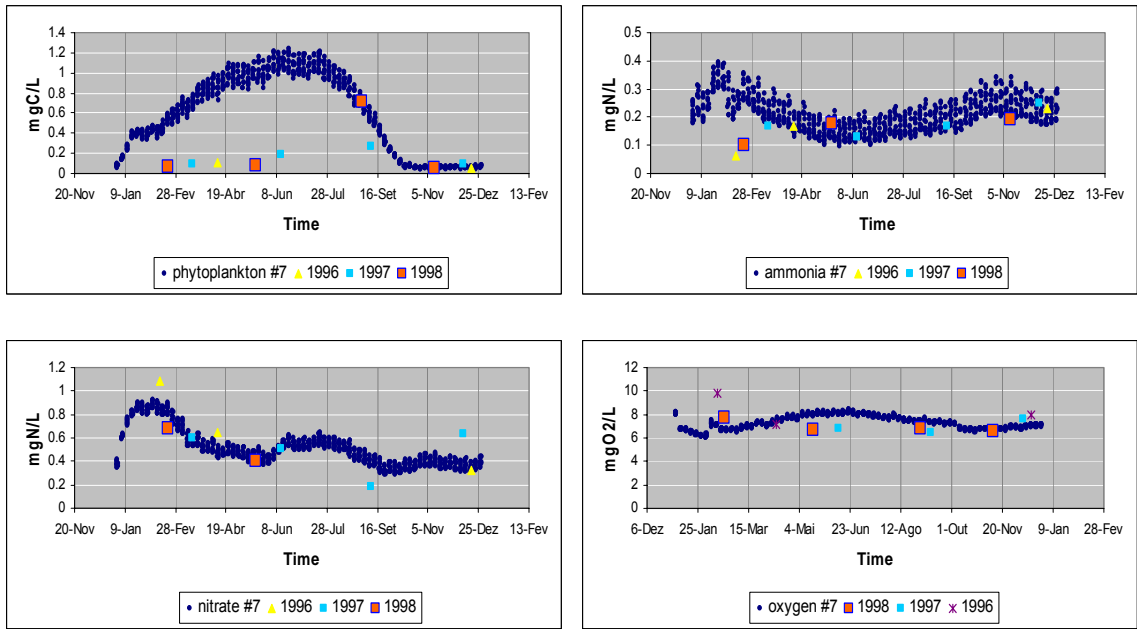 mgC/L
1.4
1.2
1
0.8
0.6
0.4
0.2
0
20-Nov 9-Jan 28-Fev 19-Abr 8-Jun 28-Jul 16-Set 5-Nov 25-Dez 13-Fev
Time
phytoplankton #7 1996 1997 1998
mgN/L
0.5
0.4
0.3
0.2
0.1
0
20-Nov 9-Jan 28-Fev 19-Abr 8-Jun 28-Jul 16-Set 5-Nov 25-Dez 13-Fev
Time
ammonia #7 1996 1997 1998
mgN/L
1.2
1
0.8
0.6
0.4
0.2
0
20-Nov 9-Jan 28-Fev 19-Abr 8-Jun 28-Jul 16-Set 5-Nov 25-Dez 13-Fev
Time
nitrate #7 1996 1997 1998
mgO2/L
12
10
8
6
4
2
0
6-Dez 25-Jan 15-Mar 4-Mai 23-Jun 12-Ago 1-Out 20-Nov 9-Jan 28-Fev
Time
oxygen #7 1998 1997 1996